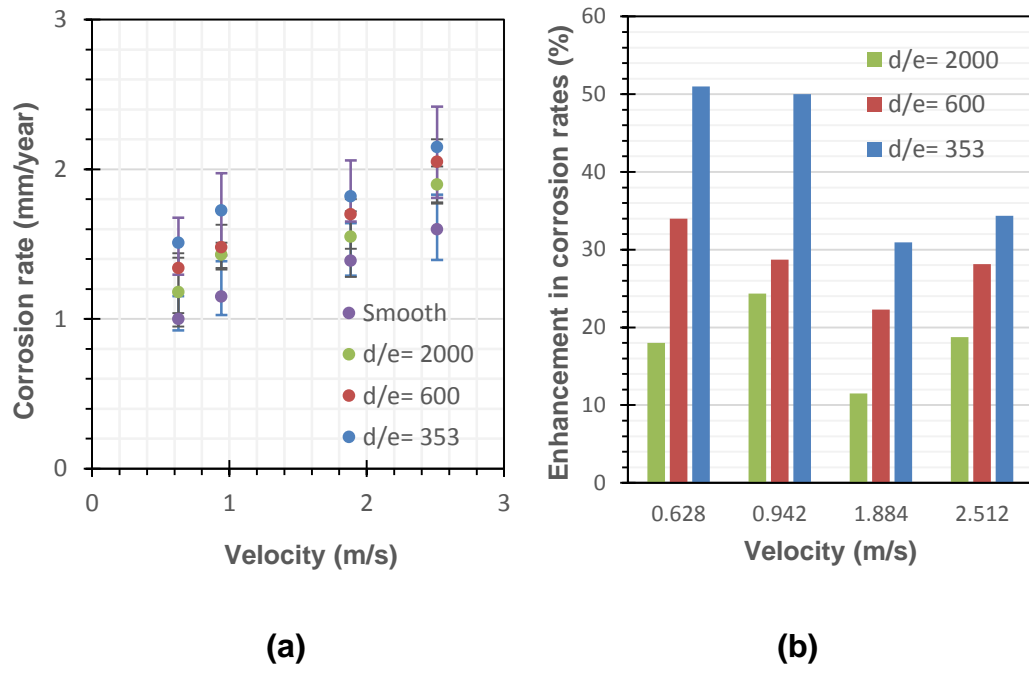 Corrosion rate (mm/year)
3
2
1
0
0 1 2 3
Velocity (m/s)
Smooth
d/e= 2000
d/e= 600
d/e= 353
(a)
Enhancement in corrosion rates (%)
60
50
40
30
20
10
0
0.628 0.942 1.884 2.512
Velocity (m/s)
d/e= 2000
d/e= 600
d/e= 353
(b)